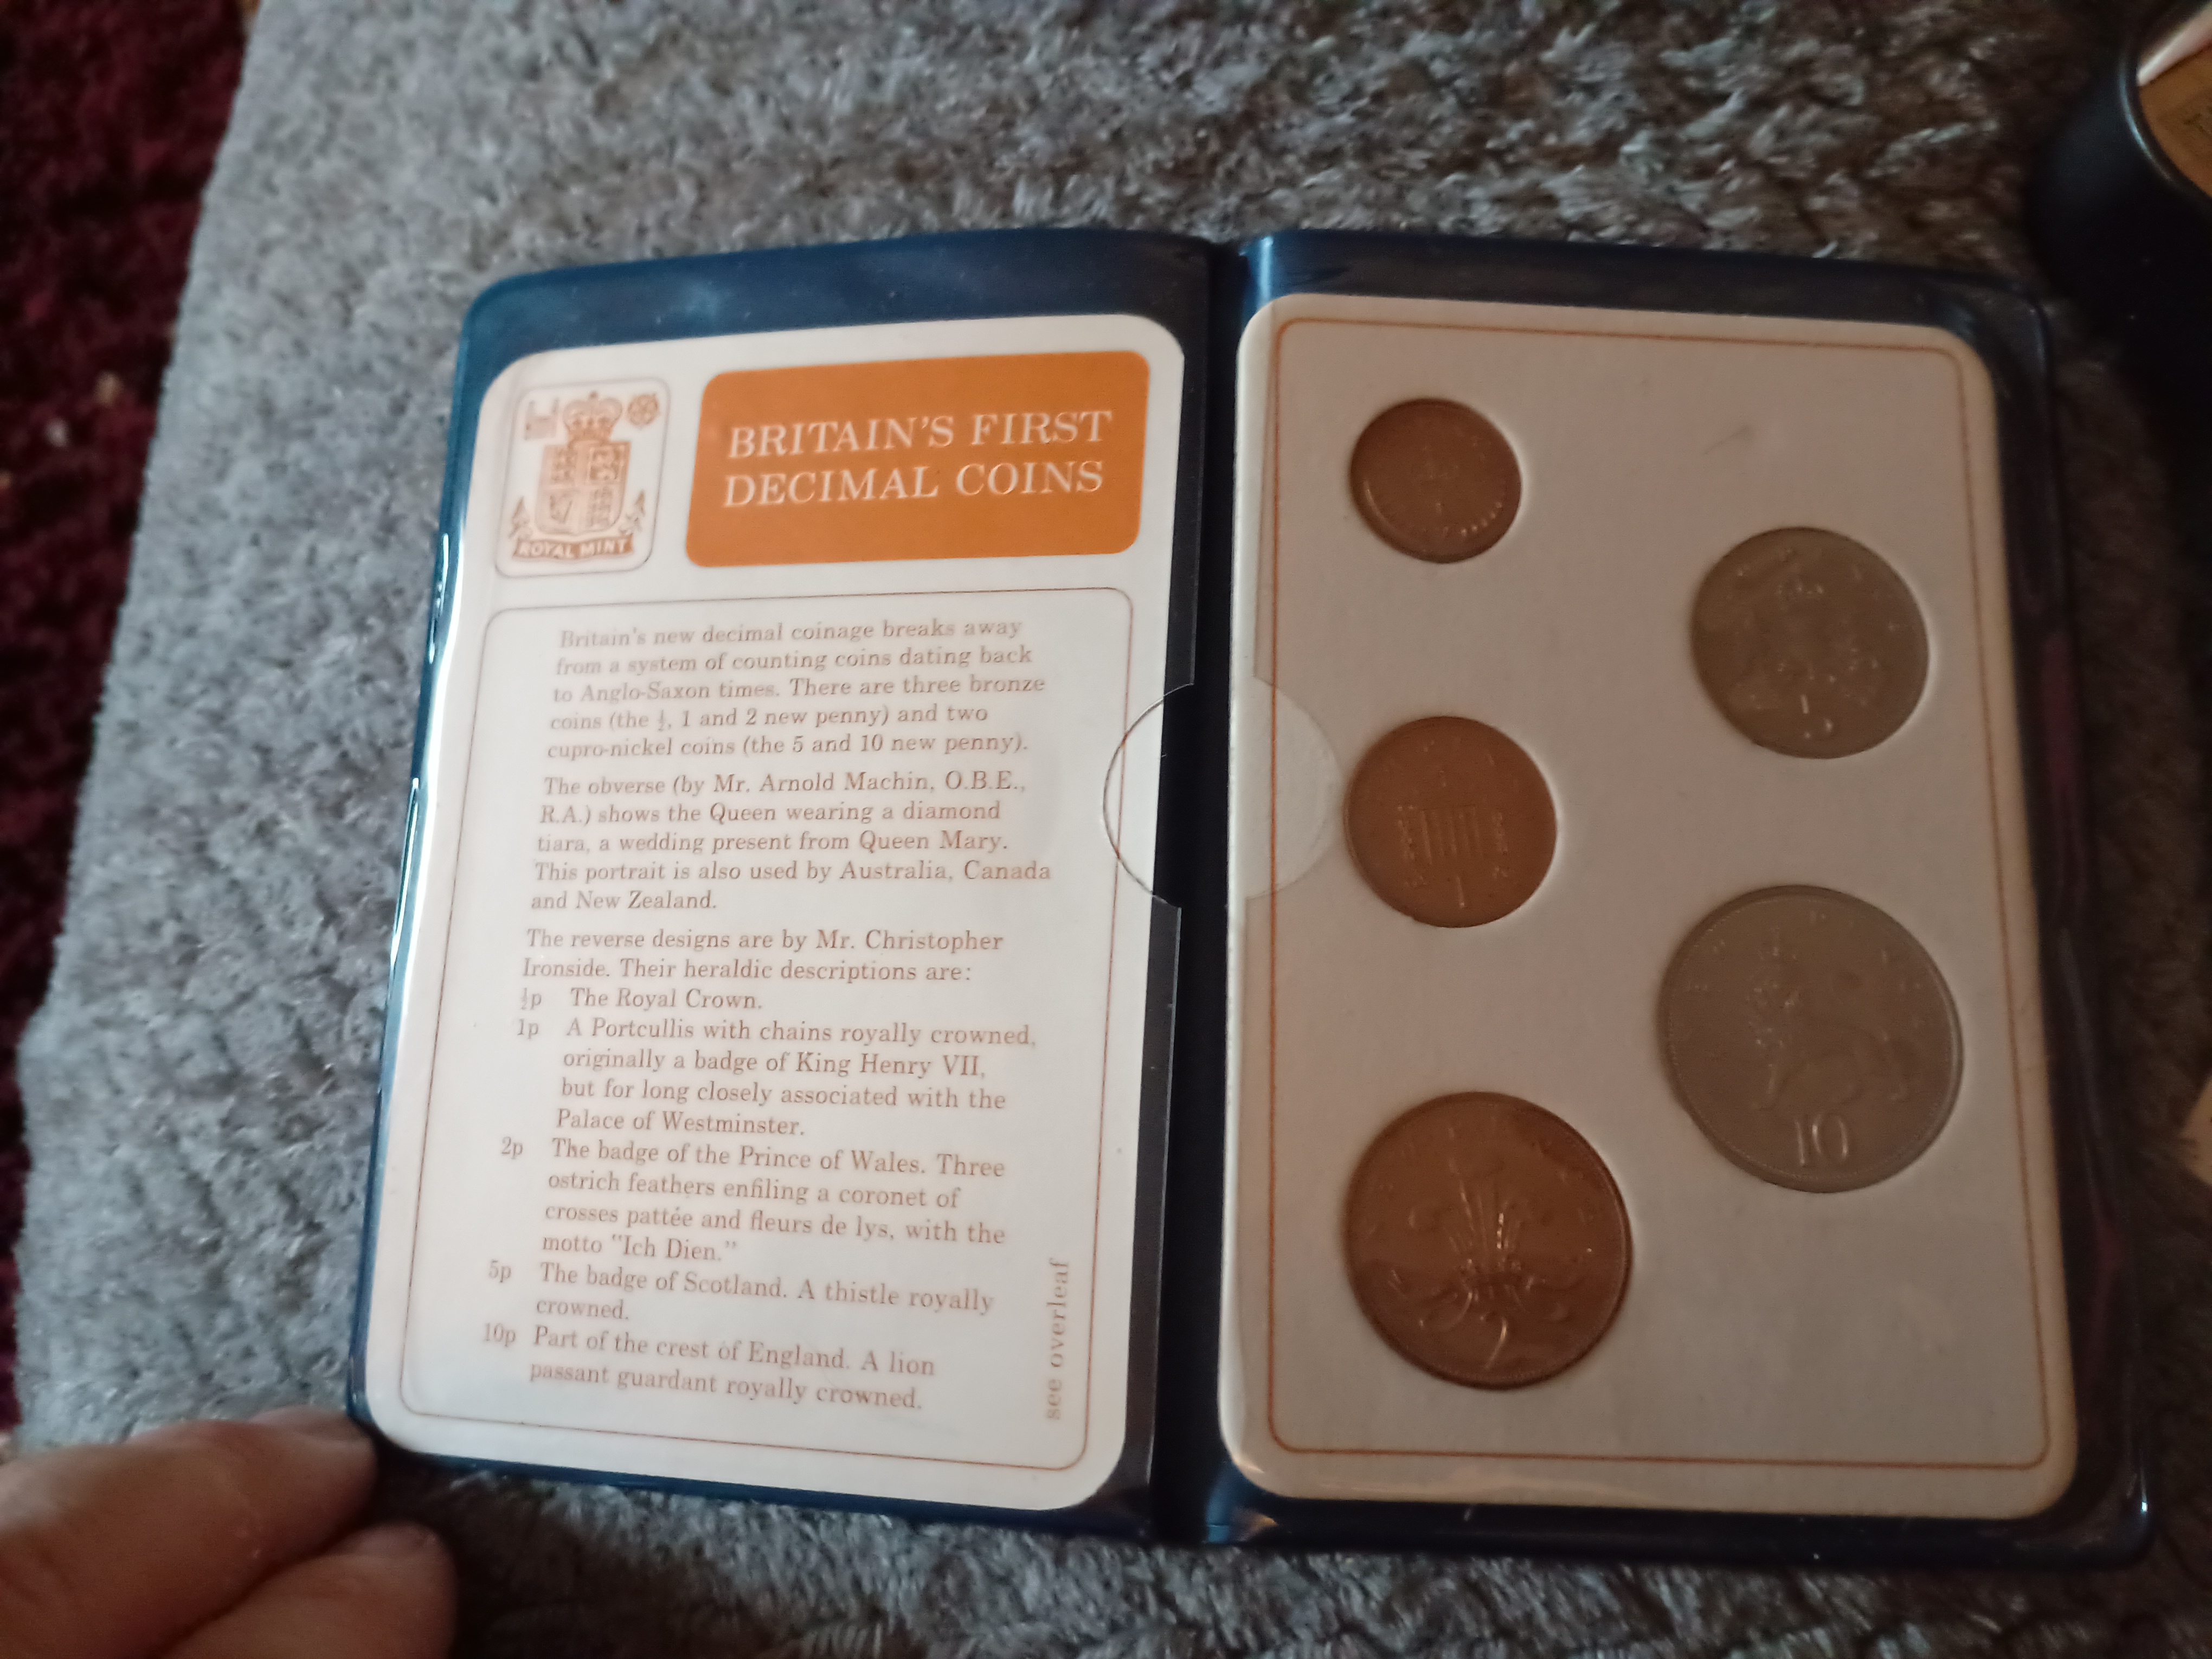 ROYAL MINT
BRITAIN'S FIRST
DECIMAL COINS
Britain's new decimal coinage breaks away
from a system of counting coins dating back
to Anglo-Saxon times. There are three bronze
coins (the ½, 1 and 2 new penny) and two
cupro-nickel coins (the 5 and 10 new penny).
The obverse (by Mr. Arnold Machin, O.B.E.,
R.A.) shows the Queen wearing a diamond
tiara, a wedding present from Queen Mary.
This portrait is also used by Australia, Canada
and New Zealand.
The reverse designs are by Mr. Christopher
Ironside. Their heraldic descriptions are:
½p The Royal Crown.
1p A Portcullis with chains royally crowned,
originally a badge of King Henry VII,
but for long closely associated with the
Palace of Westminster.
2p The badge of the Prince of Wales. Three
ostrich feathers enfiling a coronet of
crosses pattée and fleurs de lys, with the
motto "Ich Dien."
5p The badge of Scotland. A thistle royally
crowned.
10p Part of the crest of England. A lion
passant guardant royally crowned.
see overleaf
1
2
10